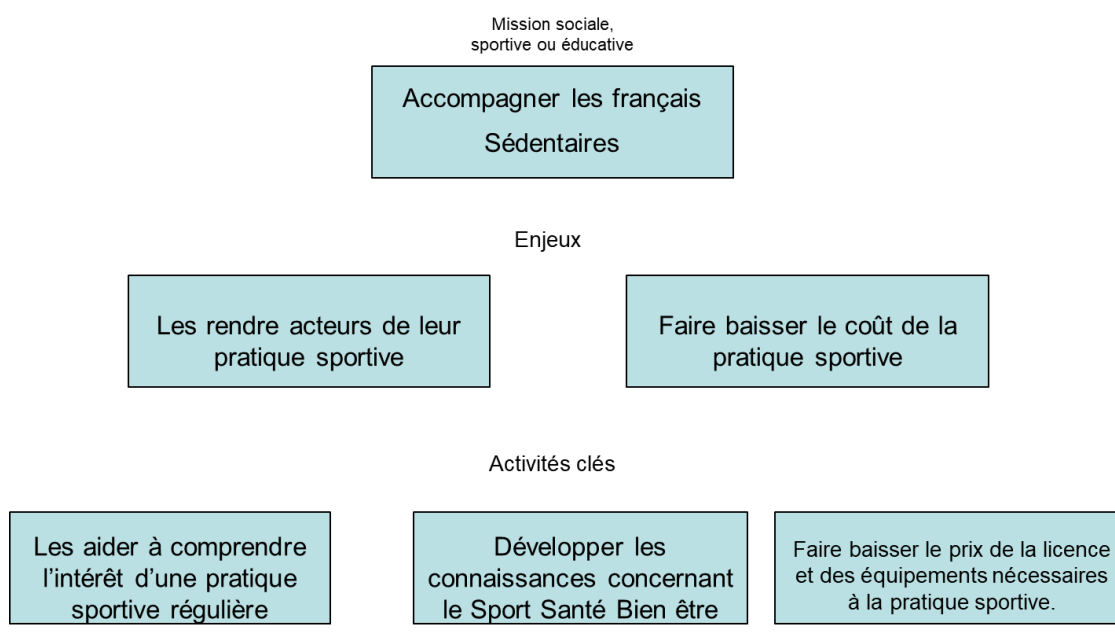 Mission sociale,
sportive ou éducative
Accompagner les français
Sédentaires
Enjeux
Les rendre acteurs de leur
pratique sportive
Faire baisser le coût de la
pratique sportive
Activités clés
Les aider à comprendre
l’intérêt d’une pratique
sportive régulière
Développer les
connaissances concernant
le Sport Santé Bien être
Faire baisser le prix de la licence
et des équipements nécessaires
à la pratique sportive.